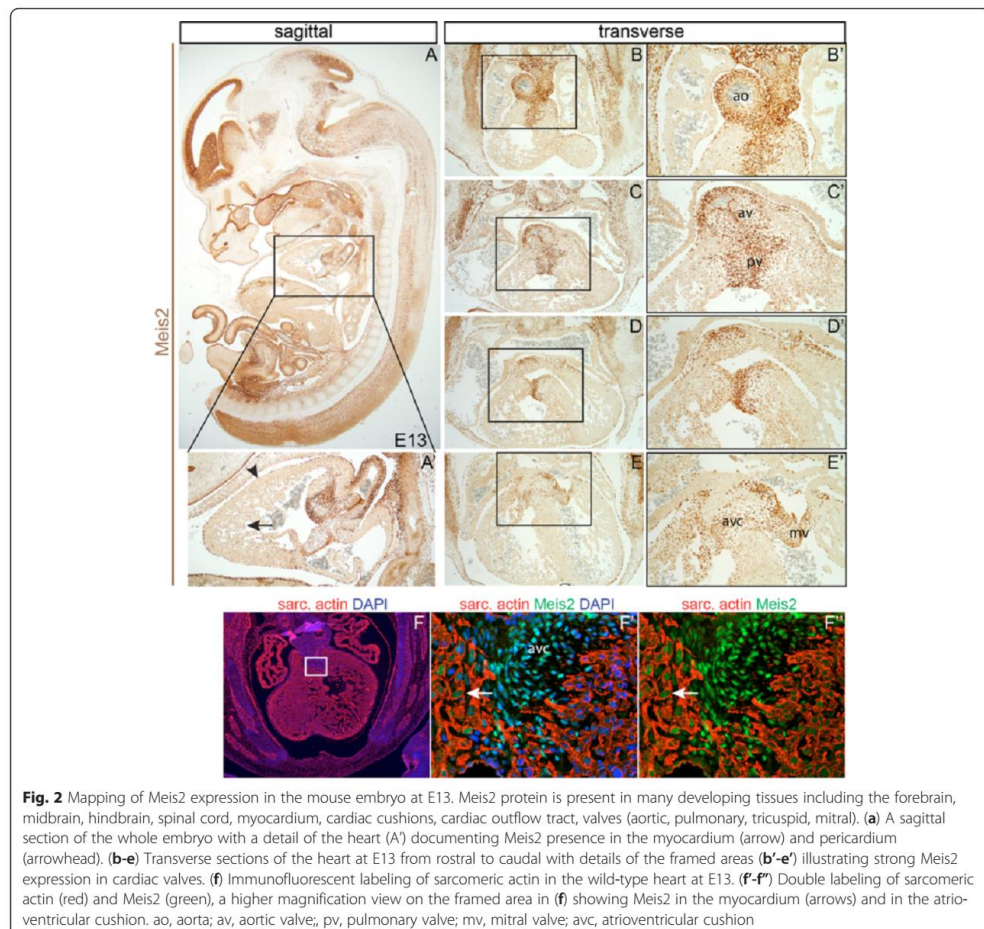 sagittal
transverse
A
B
B'
ao
C
C'
av
pv
D
D'
Meis2
E13
A'
E
E'
avc
mv
sarc. actin DAPI
sarc. actin Meis2 DAPI
sarc. actin Meis2
F
F'
avc
F''
Fig. 2 Mapping of Meis2 expression in the mouse embryo at E13. Meis2 protein is present in many developing tissues including the forebrain,
midbrain, hindbrain, spinal cord, myocardium, cardiac cushions, cardiac outflow tract, valves (aortic, pulmonary, tricuspid, mitral). (a) A sagittal
section of the whole embryo with a detail of the heart (A') documenting Meis2 presence in the myocardium (arrow) and pericardium
(arrowhead). (b-e) Transverse sections of the heart at E13 from rostral to caudal with details of the framed areas (b'-e') illustrating strong Meis2
expression in cardiac valves. (f) Immunofluorescent labeling of sarcomeric actin in the wild-type heart at E13. (f'-f") Double labeling of sarcomeric
actin (red) and Meis2 (green), a higher magnification view on the framed area in (f) showing Meis2 in the myocardium (arrows) and in the atrio-
ventricular cushion. ao, aorta; av, aortic valve;, pv, pulmonary valve; mv, mitral valve; avc, atrioventricular cushion